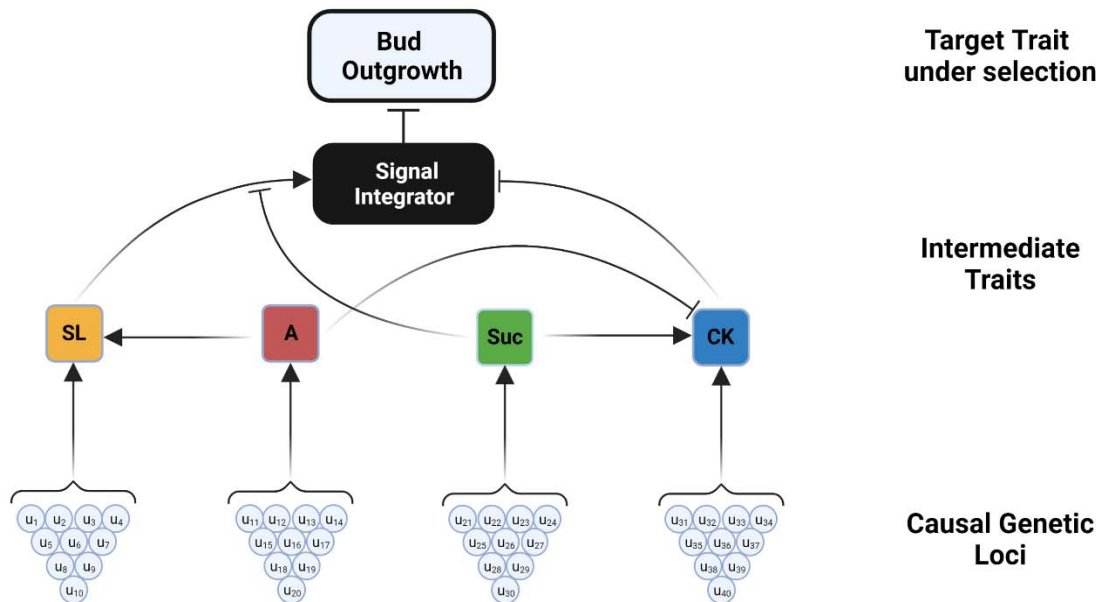 Bud
Outgrowth
Target Trait
under selection
Signal
Integrator
Intermediate
Traits
SL
A
Suc
CK
u₁ u₂ u₃ u₄
u₅ u₆ u₇
u₈ u₉
u₁₀
u₁₁ u₁₂ u₁₃ u₁₄
u₁₅ u₁₆ u₁₇
u₁₈ u₁₉
u₂₀
u₂₁ u₂₂ u₂₃ u₂₄
u₂₅ u₂₆ u₂₇
u₂₈ u₂₉
u₃₀
u₃₁ u₃₂ u₃₃ u₃₄
u₃₅ u₃₆ u₃₇
u₃₈ u₃₉
u₄₀
Causal Genetic
Loci